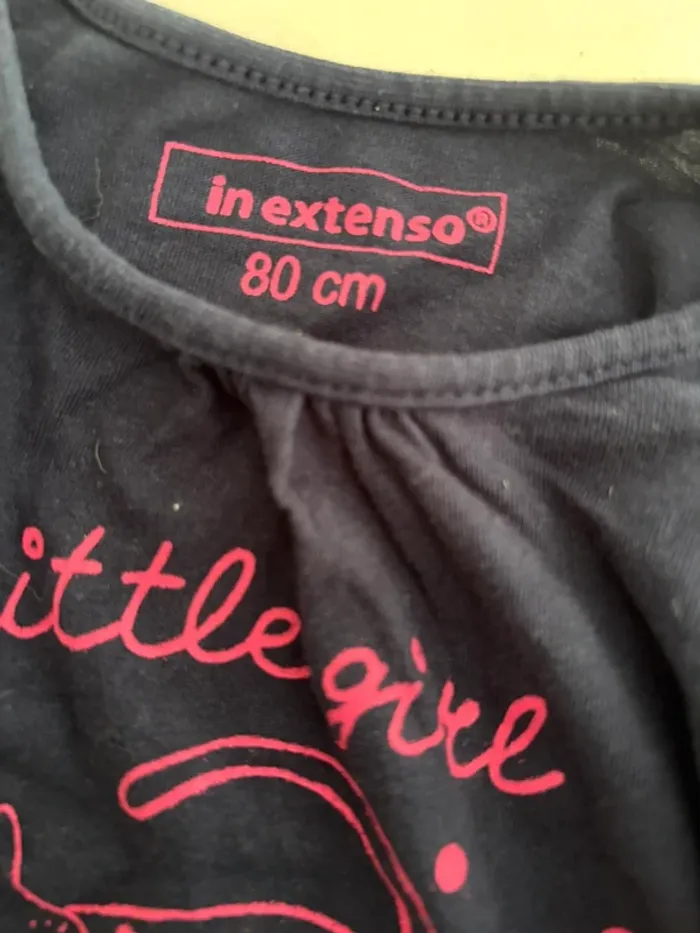 in extenso®
80 cm
ittle girl